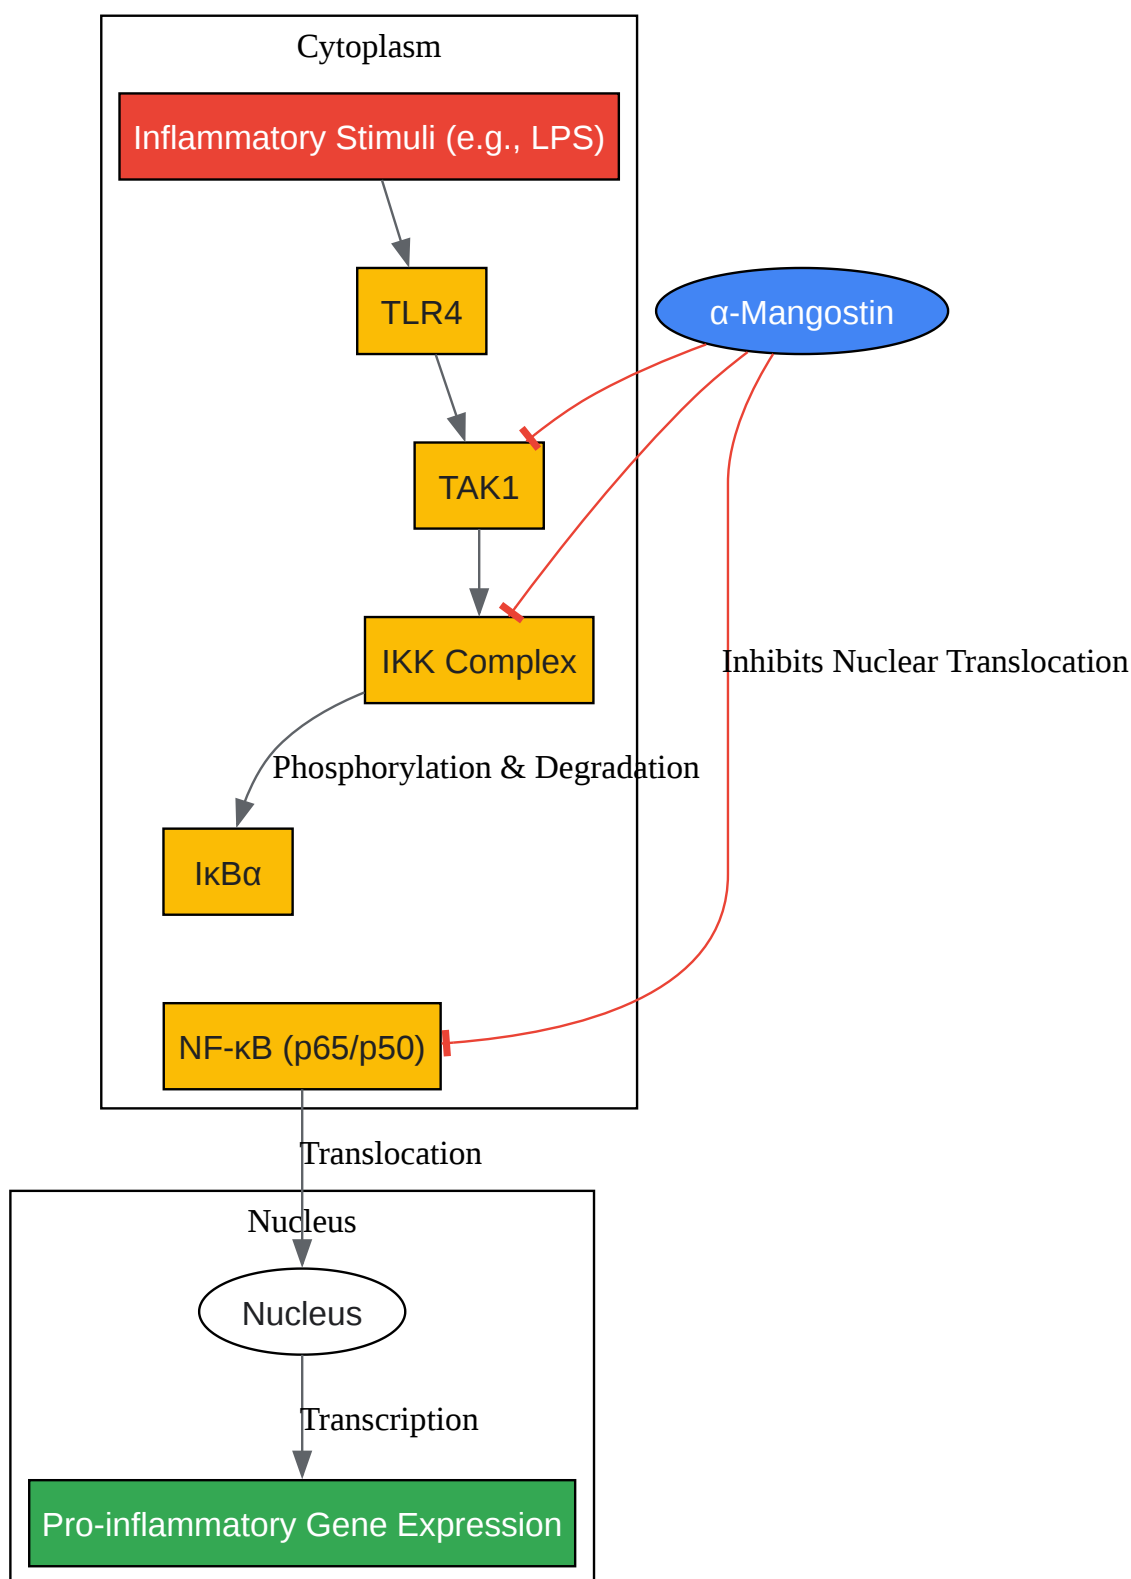 Cytoplasm
Inflammatory Stimuli (e.g., LPS)
TLR4
α-Mangostin
TAK1
IKK Complex
Inhibits Nuclear Translocation
Phosphorylation & Degradation
IκBα
NF-κB (p65/p50)
Translocation
Nucleus
Nucleus
Transcription
Pro-inflammatory Gene Expression